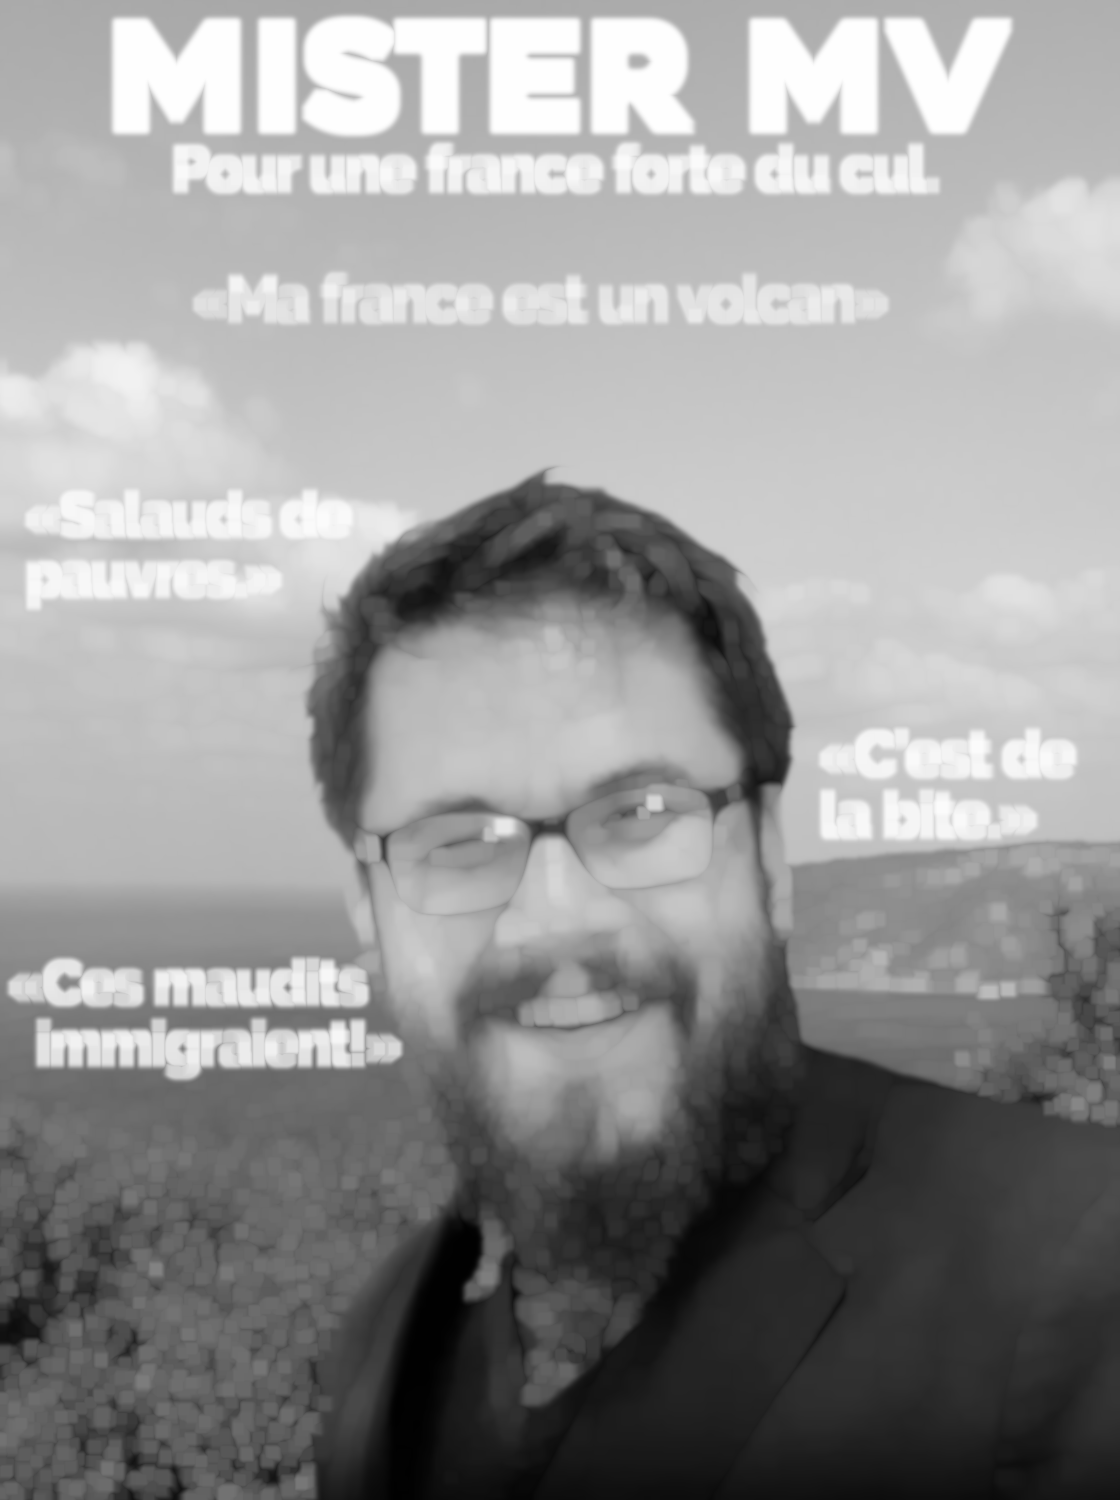 MISTER MV
Pour une france forte du cul.
«Ma france est un volcan»
«Salauds de
pauvres.»
«C'est de
la bite.»
«Ces maudits
immigraient!»